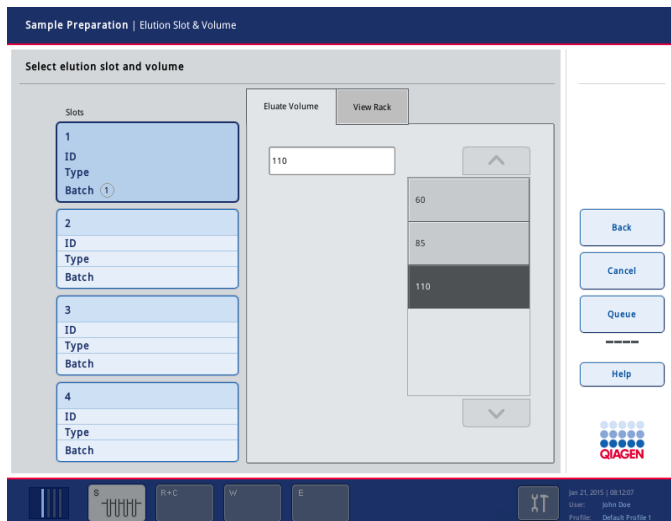 Sample Preparation | Elution Slot & Volume
Select elution slot and volume
Slots
1
ID
Type
Batch 1
2
ID
Type
Batch
3
ID
Type
Batch
4
ID
Type
Batch
Eluate Volume
View Rack
110
60
85
110
Back
Cancel
Queue
Help
QIAGEN
S
R+C
W
E
Jan 21, 2015 | 08:12:07
User: John Doe
Profile: Default Profile 1